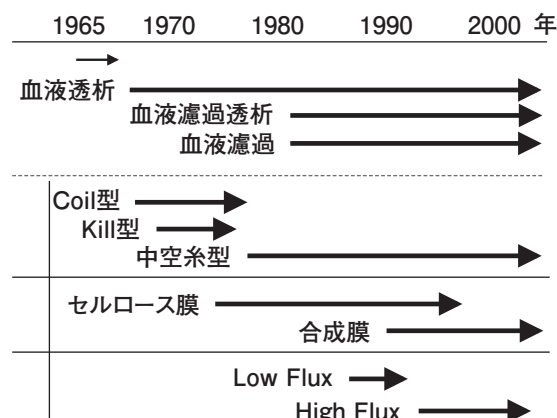 1965 1970 1980 1990 2000 年
血液透析
血液濾過透析
血液濾過
Coil型
Kill型
中空糸型
セルロース膜
合成膜
Low Flux
High Flux